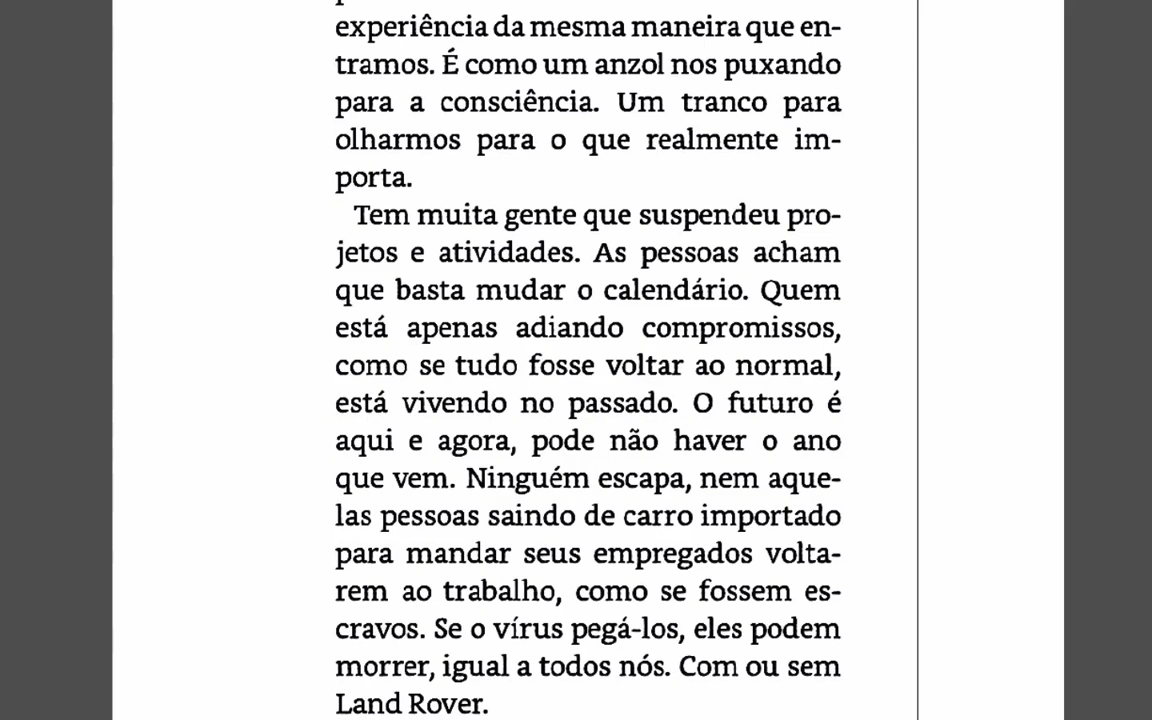 experiência da mesma maneira que en-
tramos. É como um anzol nos puxando
para a consciência. Um tranco para
olharmos para o que realmente im-
porta.
Tem muita gente que suspendeu pro-
jetos e atividades. As pessoas acham
que basta mudar o calendário. Quem
está apenas adiando compromissos,
como se tudo fosse voltar ao normal,
está vivendo no passado. O futuro é
aqui e agora, pode não haver o ano
que vem. Ninguém escapa, nem aque-
las pessoas saindo de carro importado
para mandar seus empregados volta-
rem ao trabalho, como se fossem es-
cravos. Se o vírus pegá-los, eles podem
morrer, igual a todos nós. Com ou sem
Land Rover.